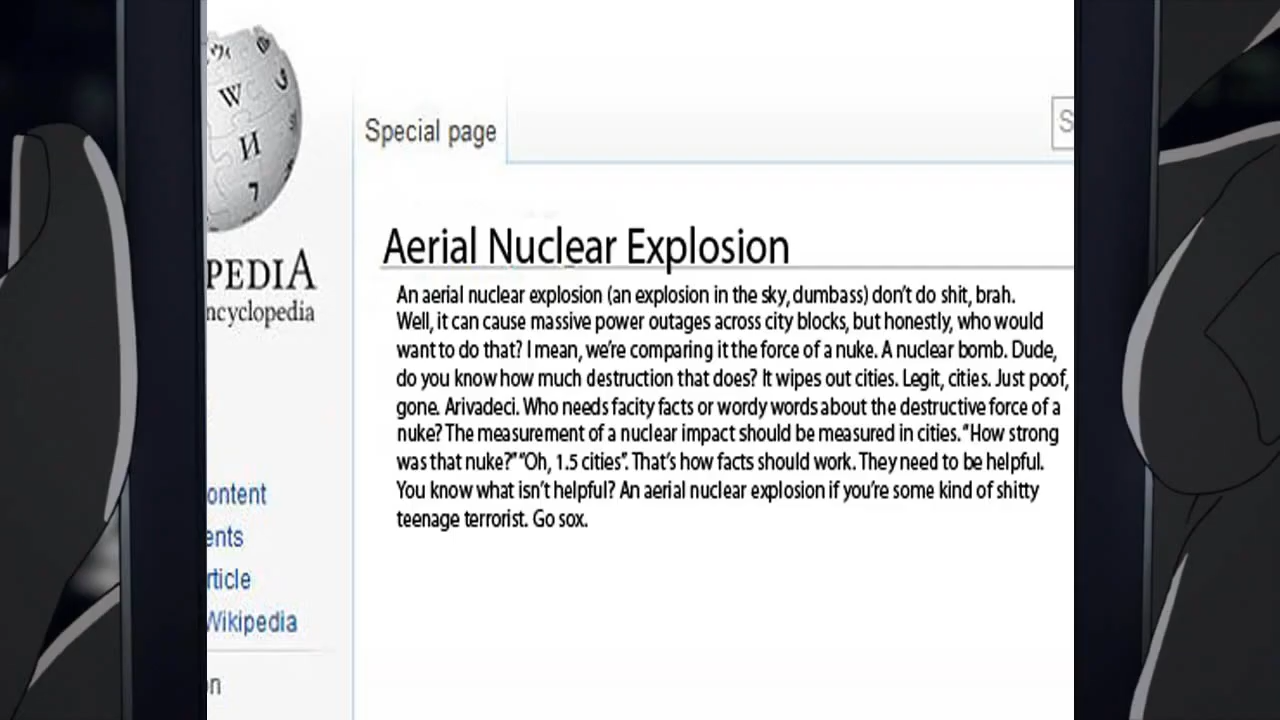 W
И
7
PEDIA
ncyclopedia
Special page
S
Aerial Nuclear Explosion
An aerial nuclear explosion (an explosion in the sky, dumbass) don't do shit, brah.
Well, it can cause massive power outages across city blocks, but honestly, who would
want to do that? I mean, we're comparing it the force of a nuke. A nuclear bomb. Dude,
do you know how much destruction that does? It wipes out cities. Legit, cities. Just poof,
gone. Arivadeci. Who needs facity facts or wordy words about the destructive force of a
nuke? The measurement of a nuclear impact should be measured in cities. "How strong
was that nuke?" "Oh, 1.5 cities". That's how facts should work. They need to be helpful.
You know what isn't helpful? An aerial nuclear explosion if you're some kind of shitty
teenage terrorist. Go sox.
ontent
ents
rticle
Wikipedia
n